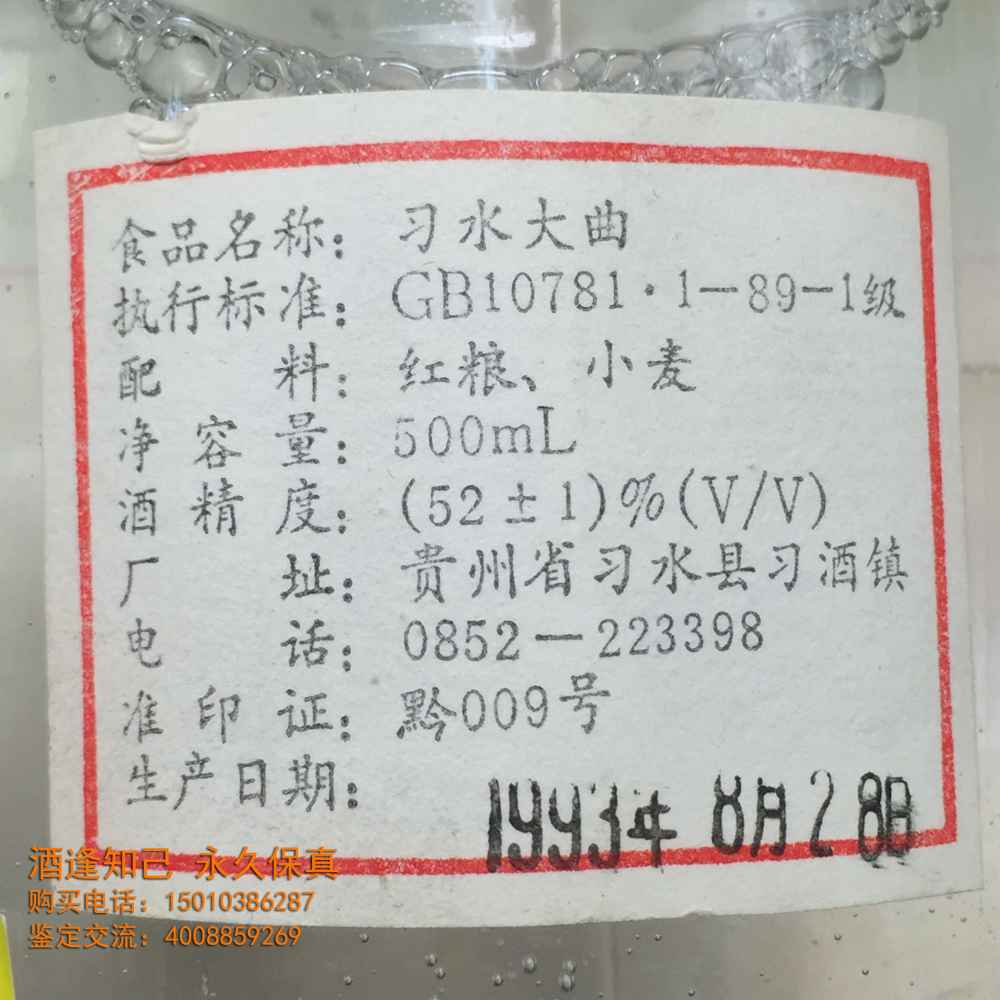 食品名称：习水大曲
执行标准：GB10781·1—89—1级
配料：红粮、小麦
净容量：500mL
酒精度：(52±1)%(V/V)
厂址：贵州省习水县习酒镇
电话：0852—223398
准印证：黔009号
生产日期：1993年8月28日
酒逢知己 永久保真
购买电话：15010386287
鉴定交流：4008859269